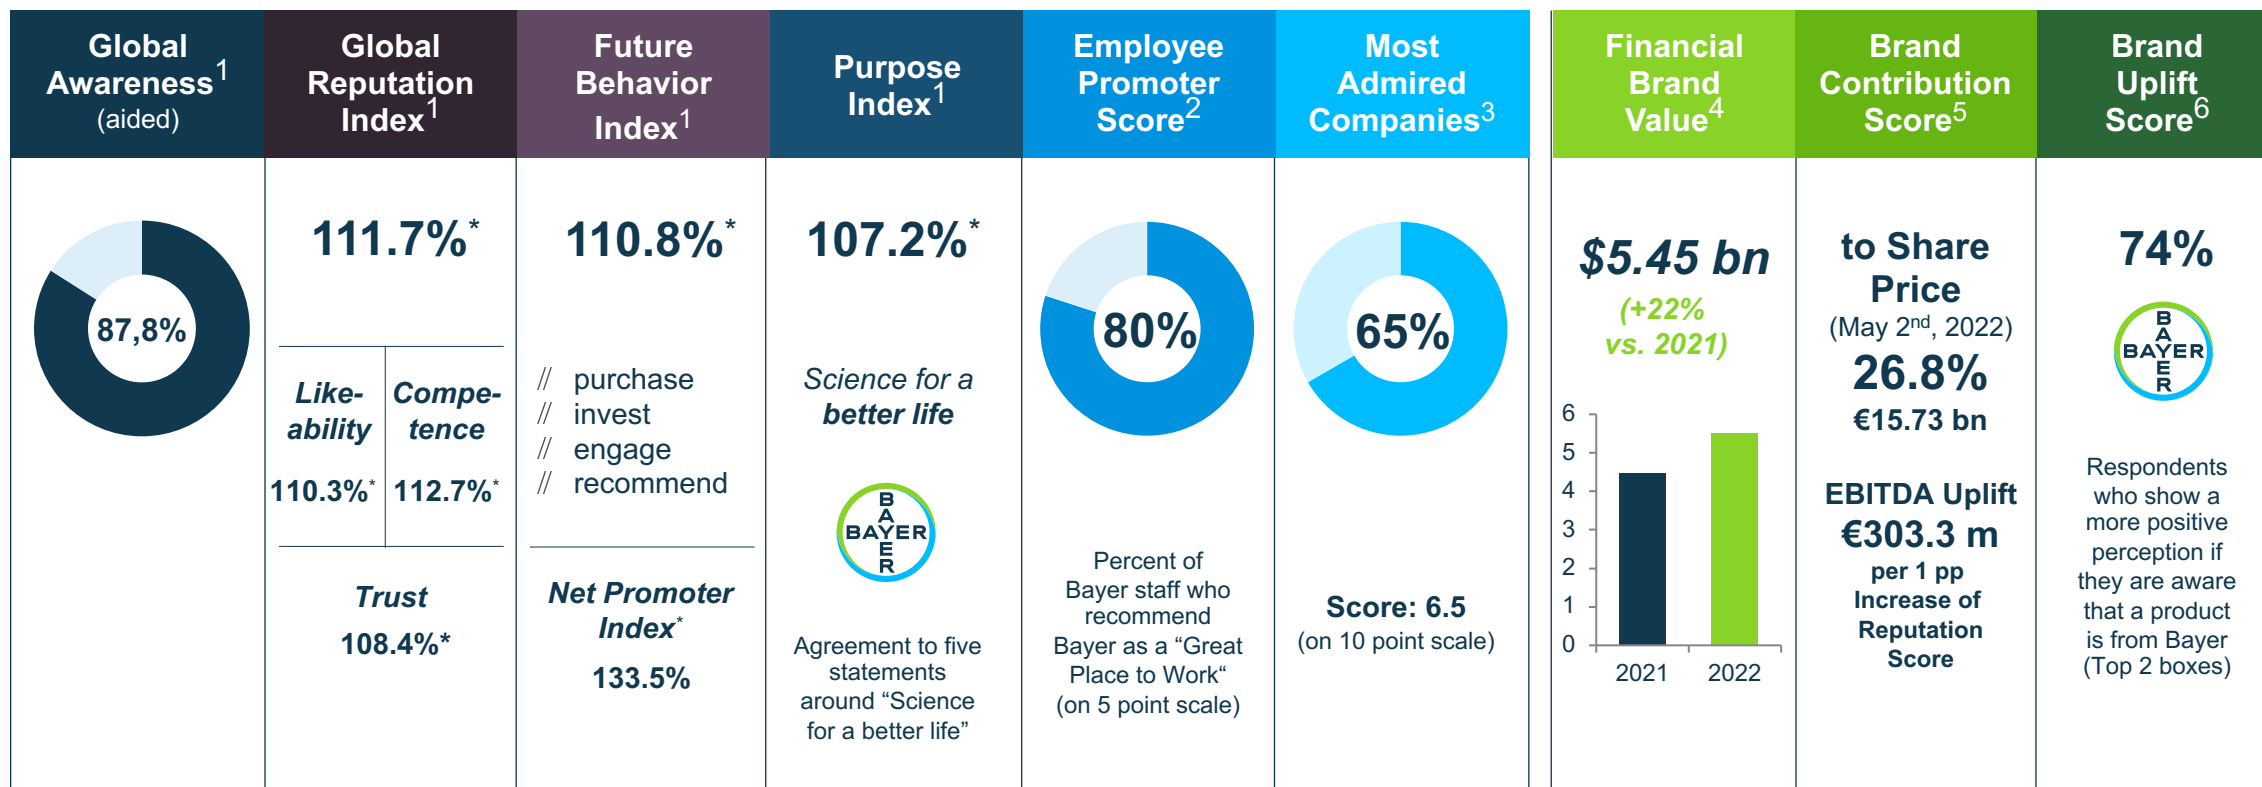 Global
Awareness1
(aided)
87,8%
Global
Reputation
Index1
111.7%*
Like-
ability
110.3%*
Compe-
tence
112.7%*
Trust
108.4%*
Future
Behavior
Index1
110.8%*
// purchase
// invest
// engage
// recommend
Net Promoter
Index*
133.5%
Purpose
Index1
107.2%*
Science for a
better life
BAYER
BAYER
Agreement to five
statements
around “Science
for a better life”
Employee
Promoter
Score2
80%
Percent of
Bayer staff who
recommend
Bayer as a “Great
Place to Work“
(on 5 point scale)
Most
Admired
Companies3
65%
Score: 6.5
(on 10 point scale)
Financial
Brand
Value4
$5.45 bn
(+22%
vs. 2021)
6
5
4
3
2
1
0
2021 2022
Brand
Contribution
Score5
to Share
Price
(May 2nd, 2022)
26.8%
€15.73 bn
EBITDA Uplift
€303.3 m
per 1 pp
Increase of
Reputation
Score
Brand
Uplift
Score6
74%
BAYER
BAYER
Respondents
who show a
more positive
perception if
they are aware
that a product
is from Bayer
(Top 2 boxes)